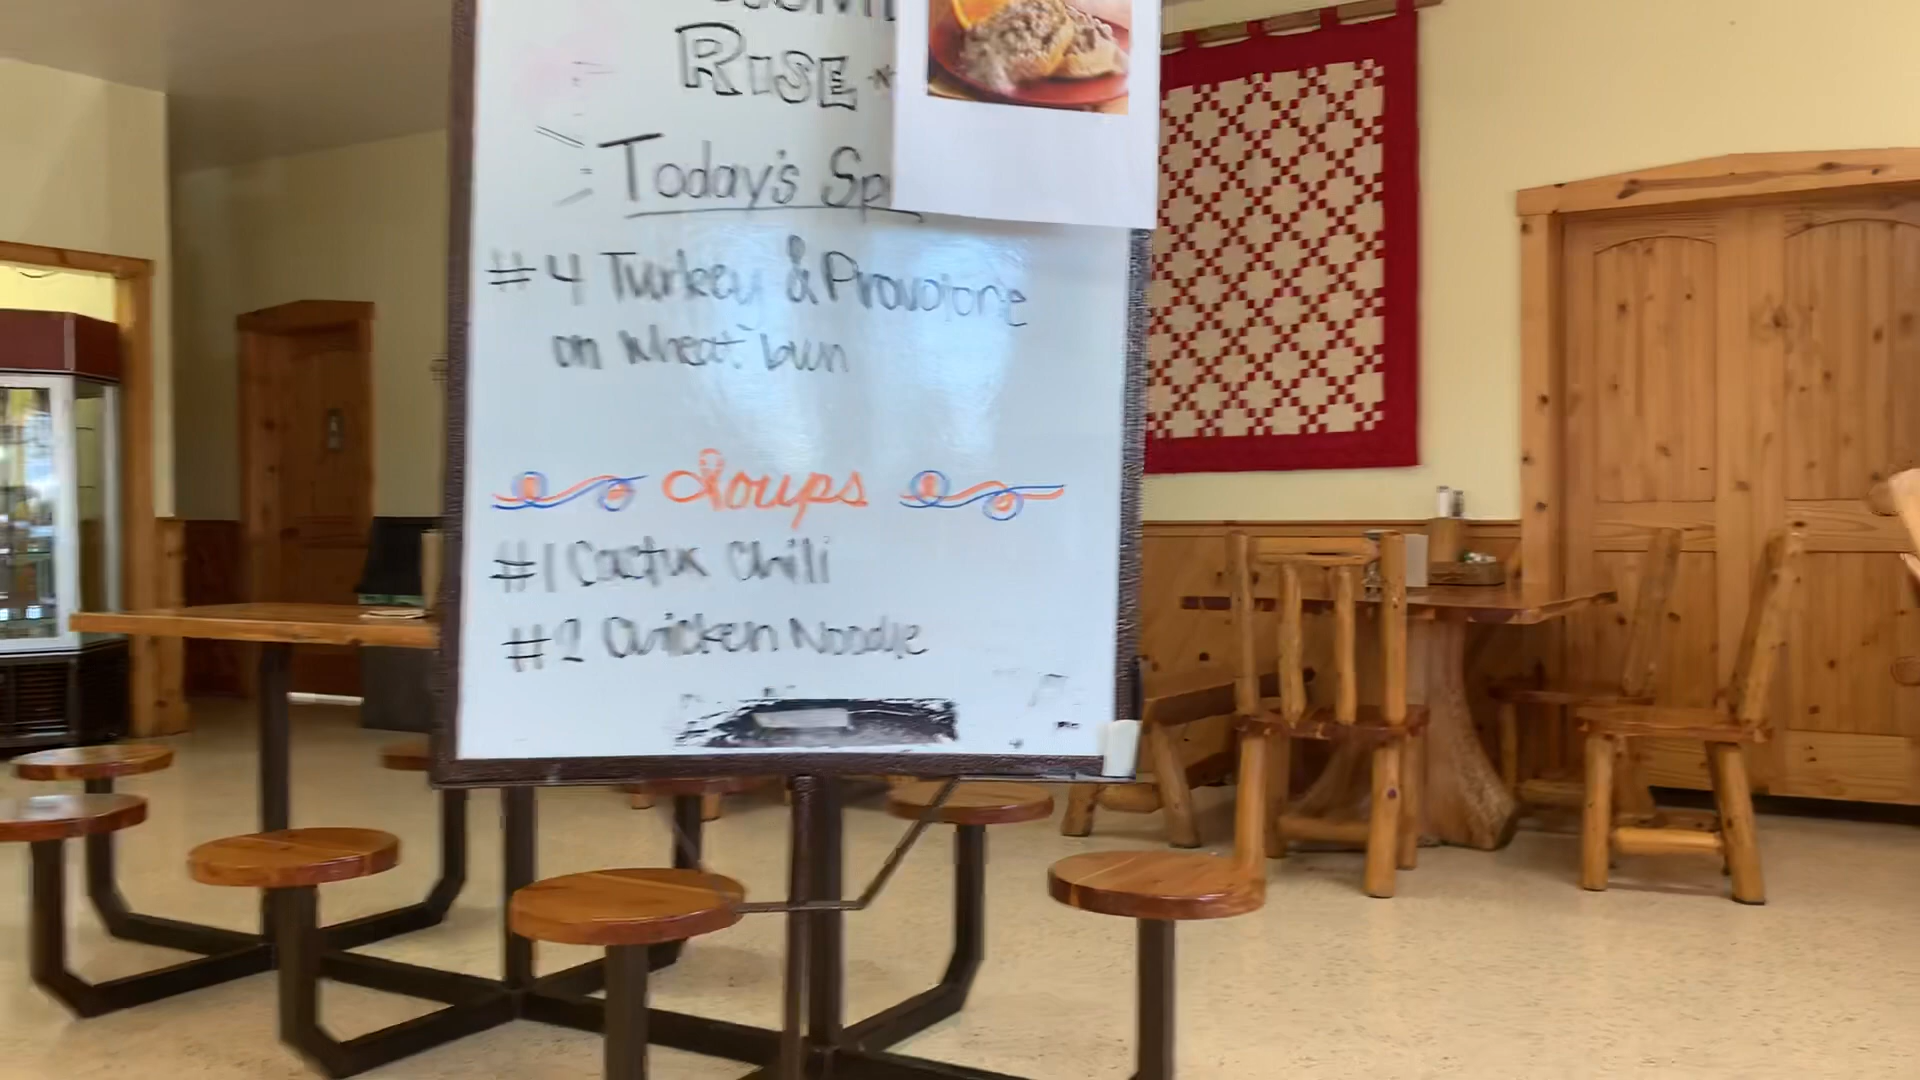 RISE -N-
Today's Sp
#4 Turkey & Provolone
on wheat bun
Soups
#1 Cactus Chili
#2 Chicken Noodle